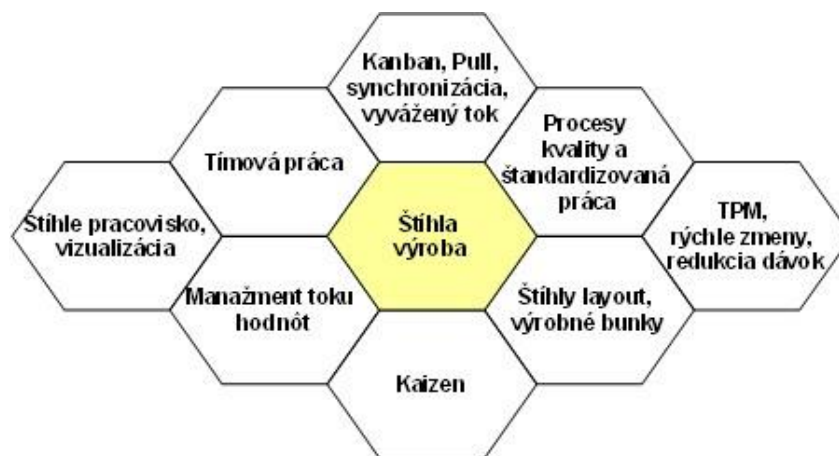 Kanban, Pull,
synchronizácia,
vyvážený tok
Tímová práca
Procesy
kvality a
štandardizovaná
práca
Štíhle pracovisko,
vizualizácia
Štíhla
výroba
TPM,
rýchle zmeny,
redukcia dávok
Manažment toku
hodnôt
Štíhly layout,
výrobné bunky
Kaizen